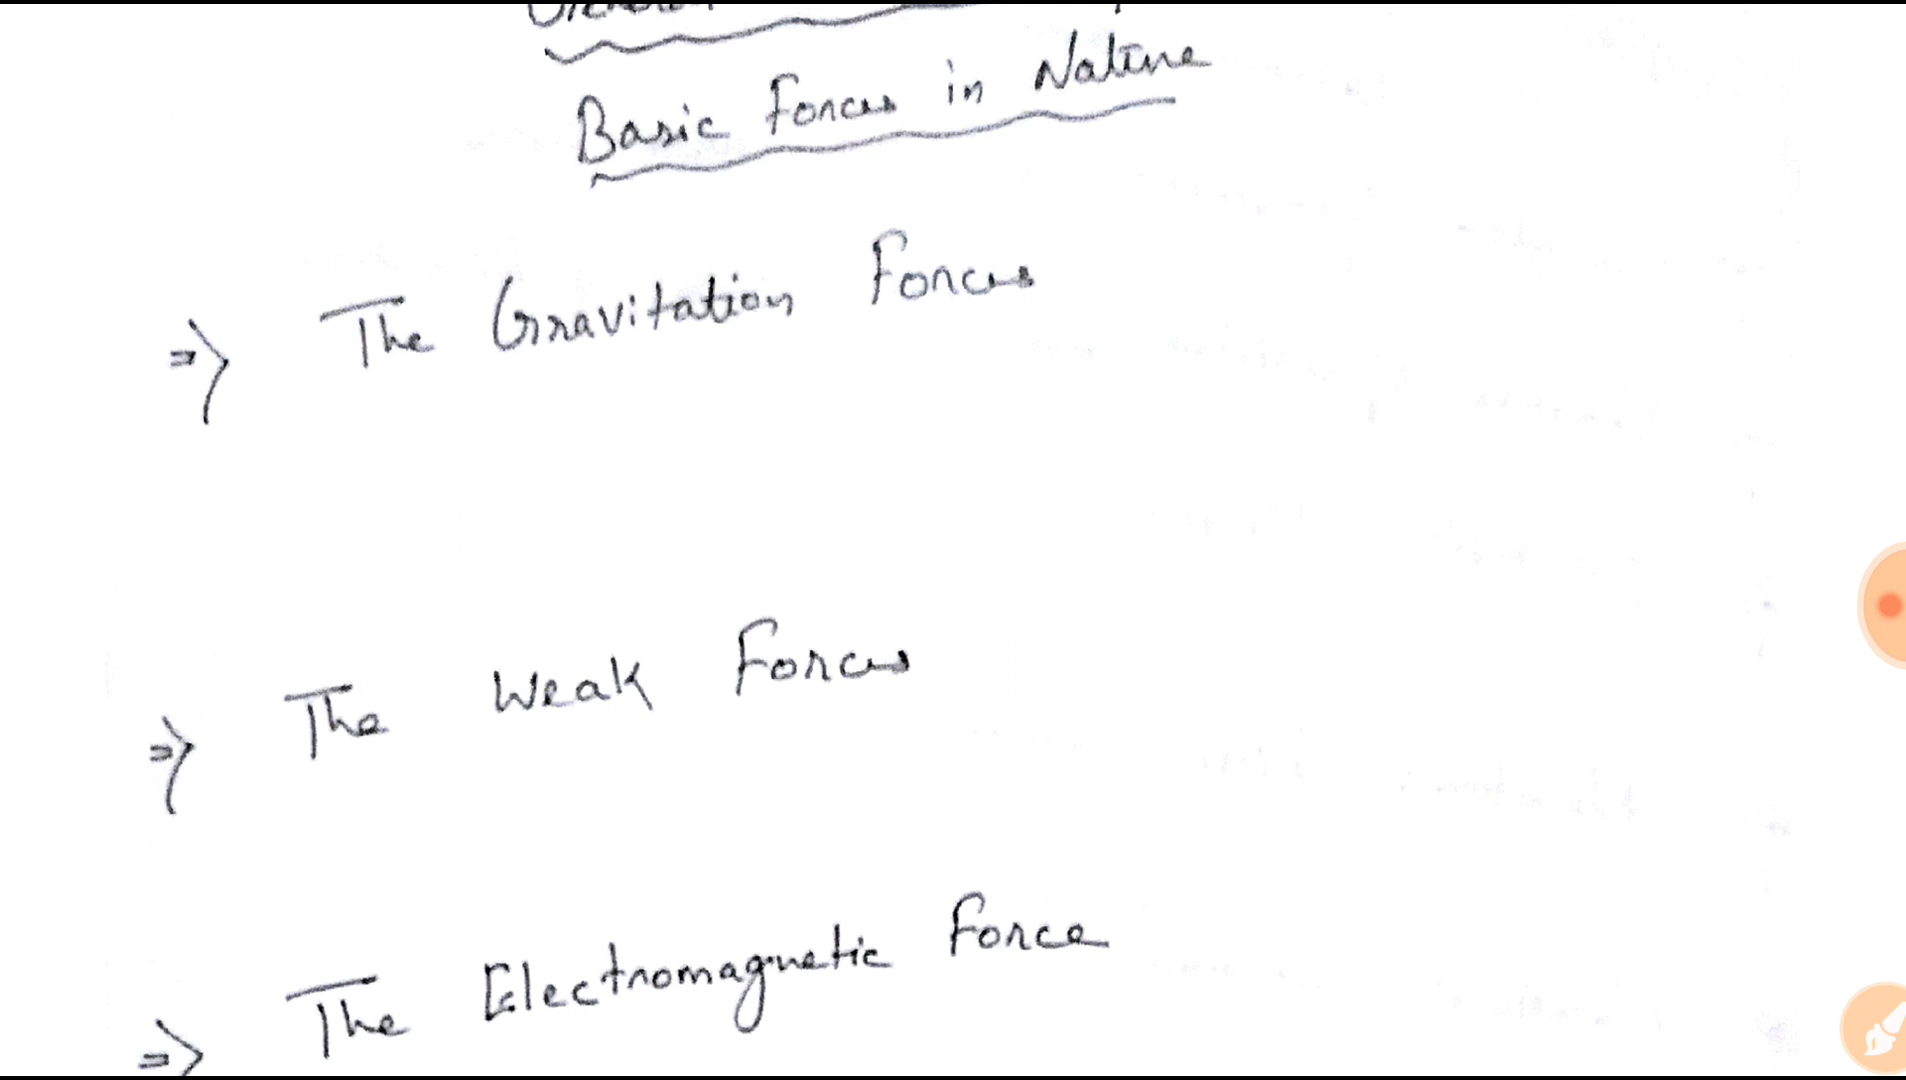 Basic Forces in Nature
=> The Gravitation Forces
=> The Weak Forces
=> The Electromagnetic Force